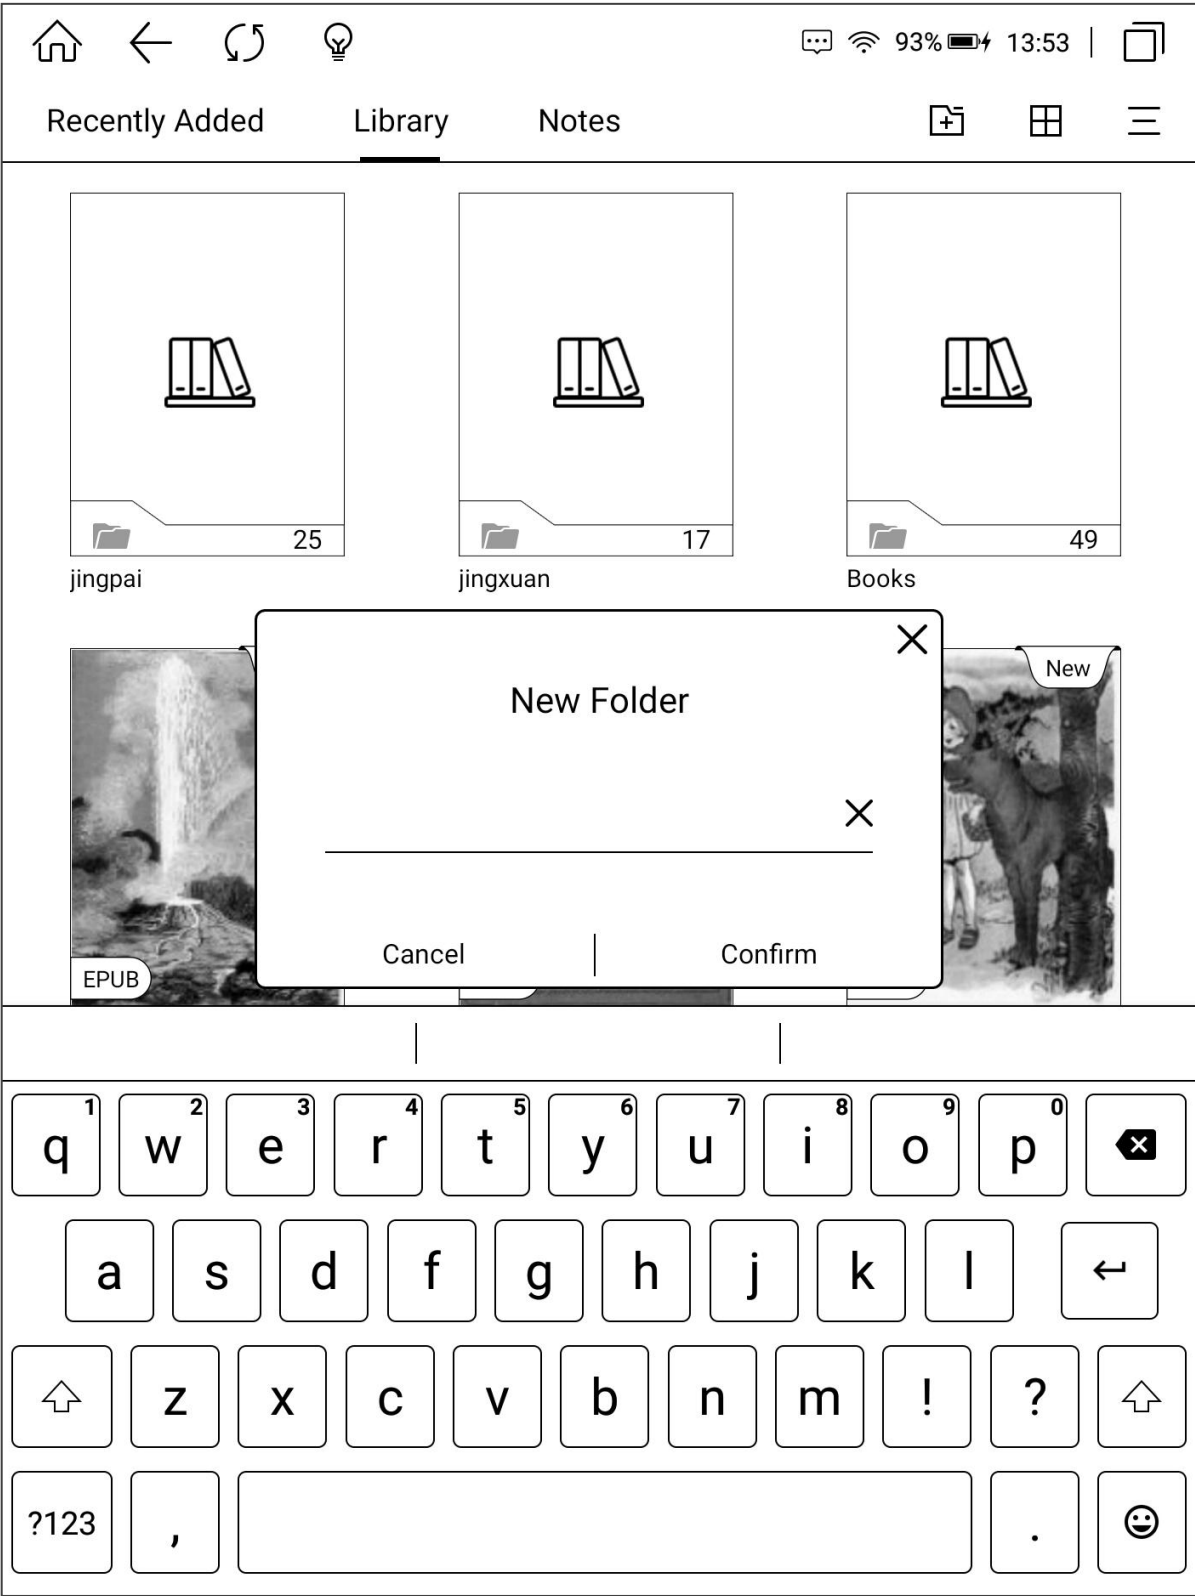 93% 13:53
Recently Added Library Notes
25 17 49
jingpai jingxuan Books
New
New Folder
Cancel Confirm
EPUB
1 2 3 4 5 6 7 8 9 0
q w e r t y u i o p
a s d f g h j k l
z x c v b n m ! ?
?123 , .